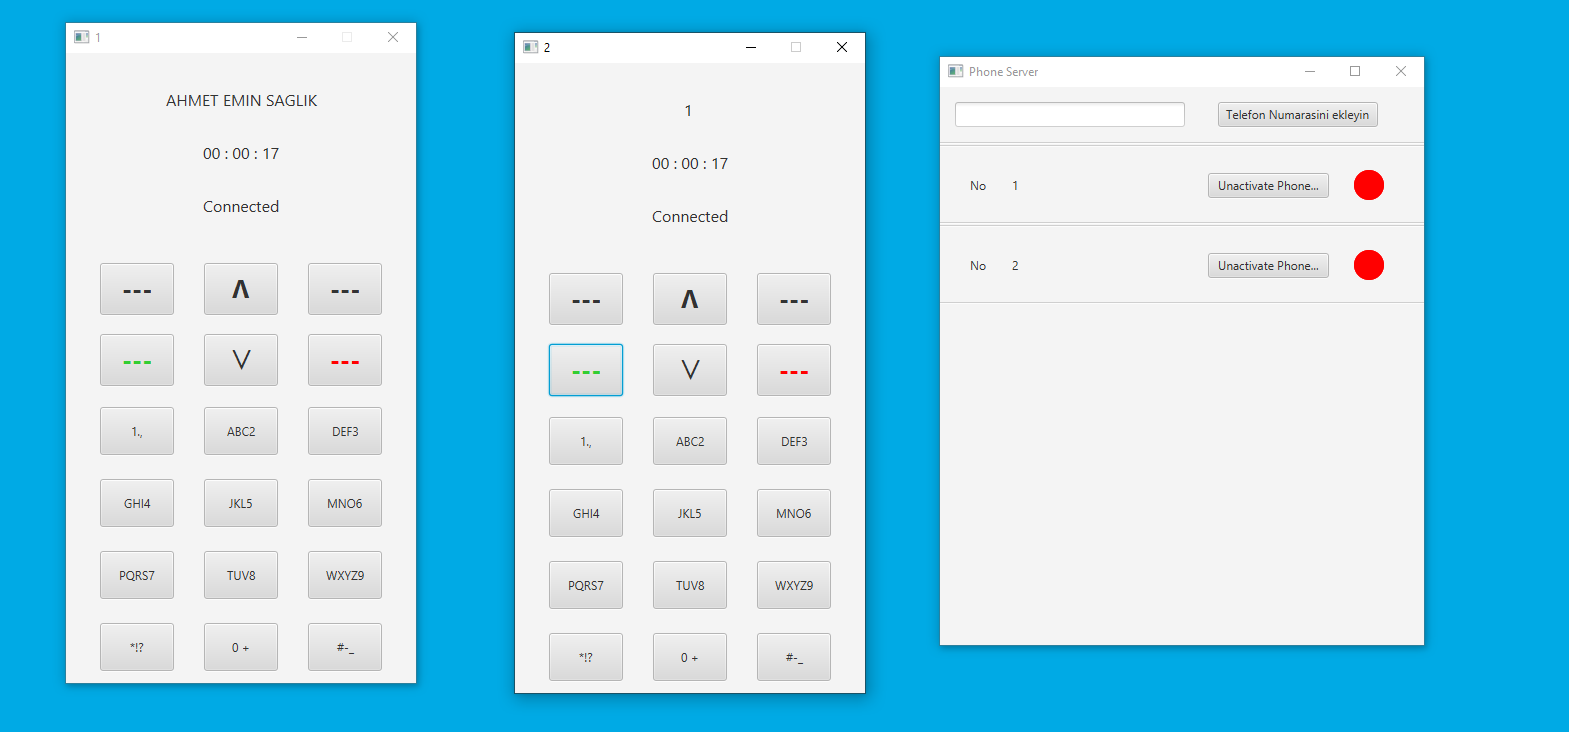 1
AHMET EMIN SAGLIK
00 : 00 : 17
Connected
--- Λ ---
--- V ---
1., ABC2 DEF3
GHI4 JKL5 MNO6
PQRS7 TUV8 WXYZ9
*!? 0 + #-_
2
1
00 : 00 : 17
Connected
--- Λ ---
--- V ---
1., ABC2 DEF3
GHI4 JKL5 MNO6
PQRS7 TUV8 WXYZ9
*!? 0 + #-_
Phone Server
Telefon Numarasini ekleyin
No 1 Unactivate Phone...
No 2 Unactivate Phone...